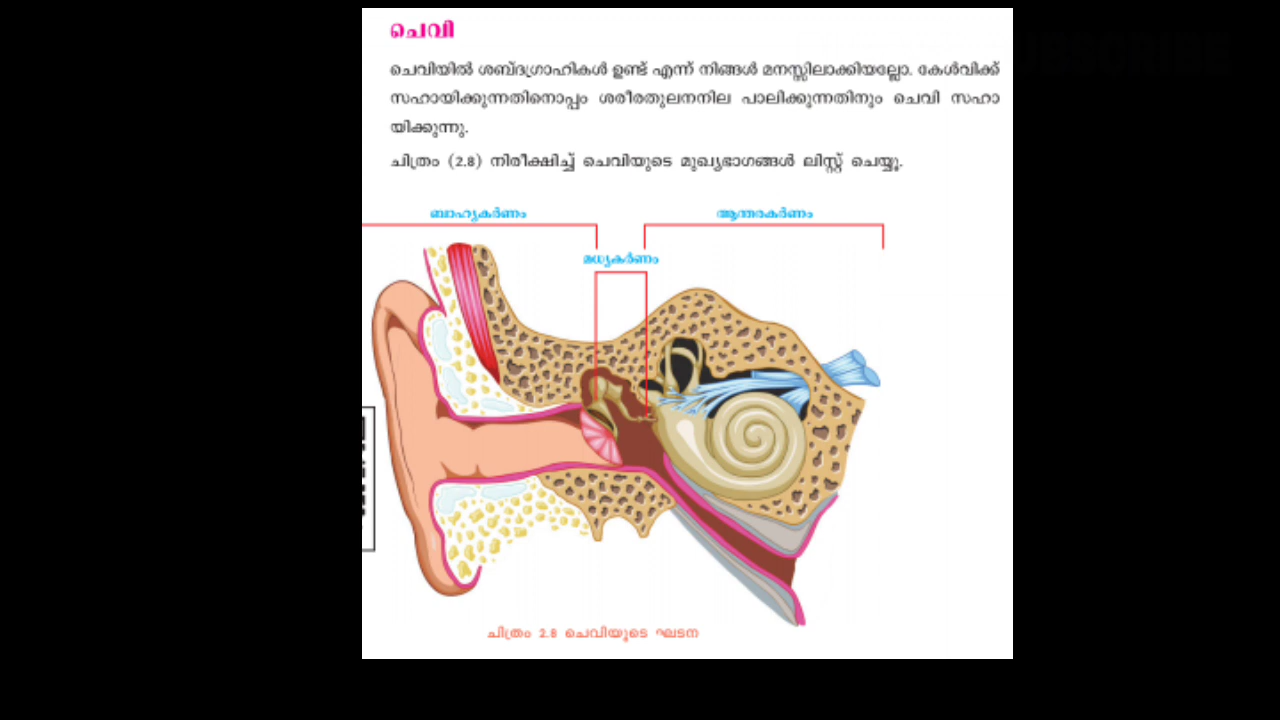 ചെവി
ചെവിയിൽ ശബ്ദഗ്രാഹികൾ ഉണ്ട് എന്ന് നിങ്ങൾ മനസ്സിലാക്കിയല്ലോ. കേൾവിക്ക്
സഹായിക്കുന്നതിനൊപ്പം ശരീരതുലനനില പാലിക്കുന്നതിനും ചെവി സഹാ
യിക്കുന്നു.
ചിത്രം (2.8) നിരീക്ഷിച്ച് ചെവിയുടെ മുഖ്യഭാഗങ്ങൾ ലിസ്റ്റ് ചെയ്യൂ.
ബാഹ്യകർണം
ആന്തരകർണം
മധ്യകർണം
ചിത്രം 2.8 ചെവിയുടെ ഘടന